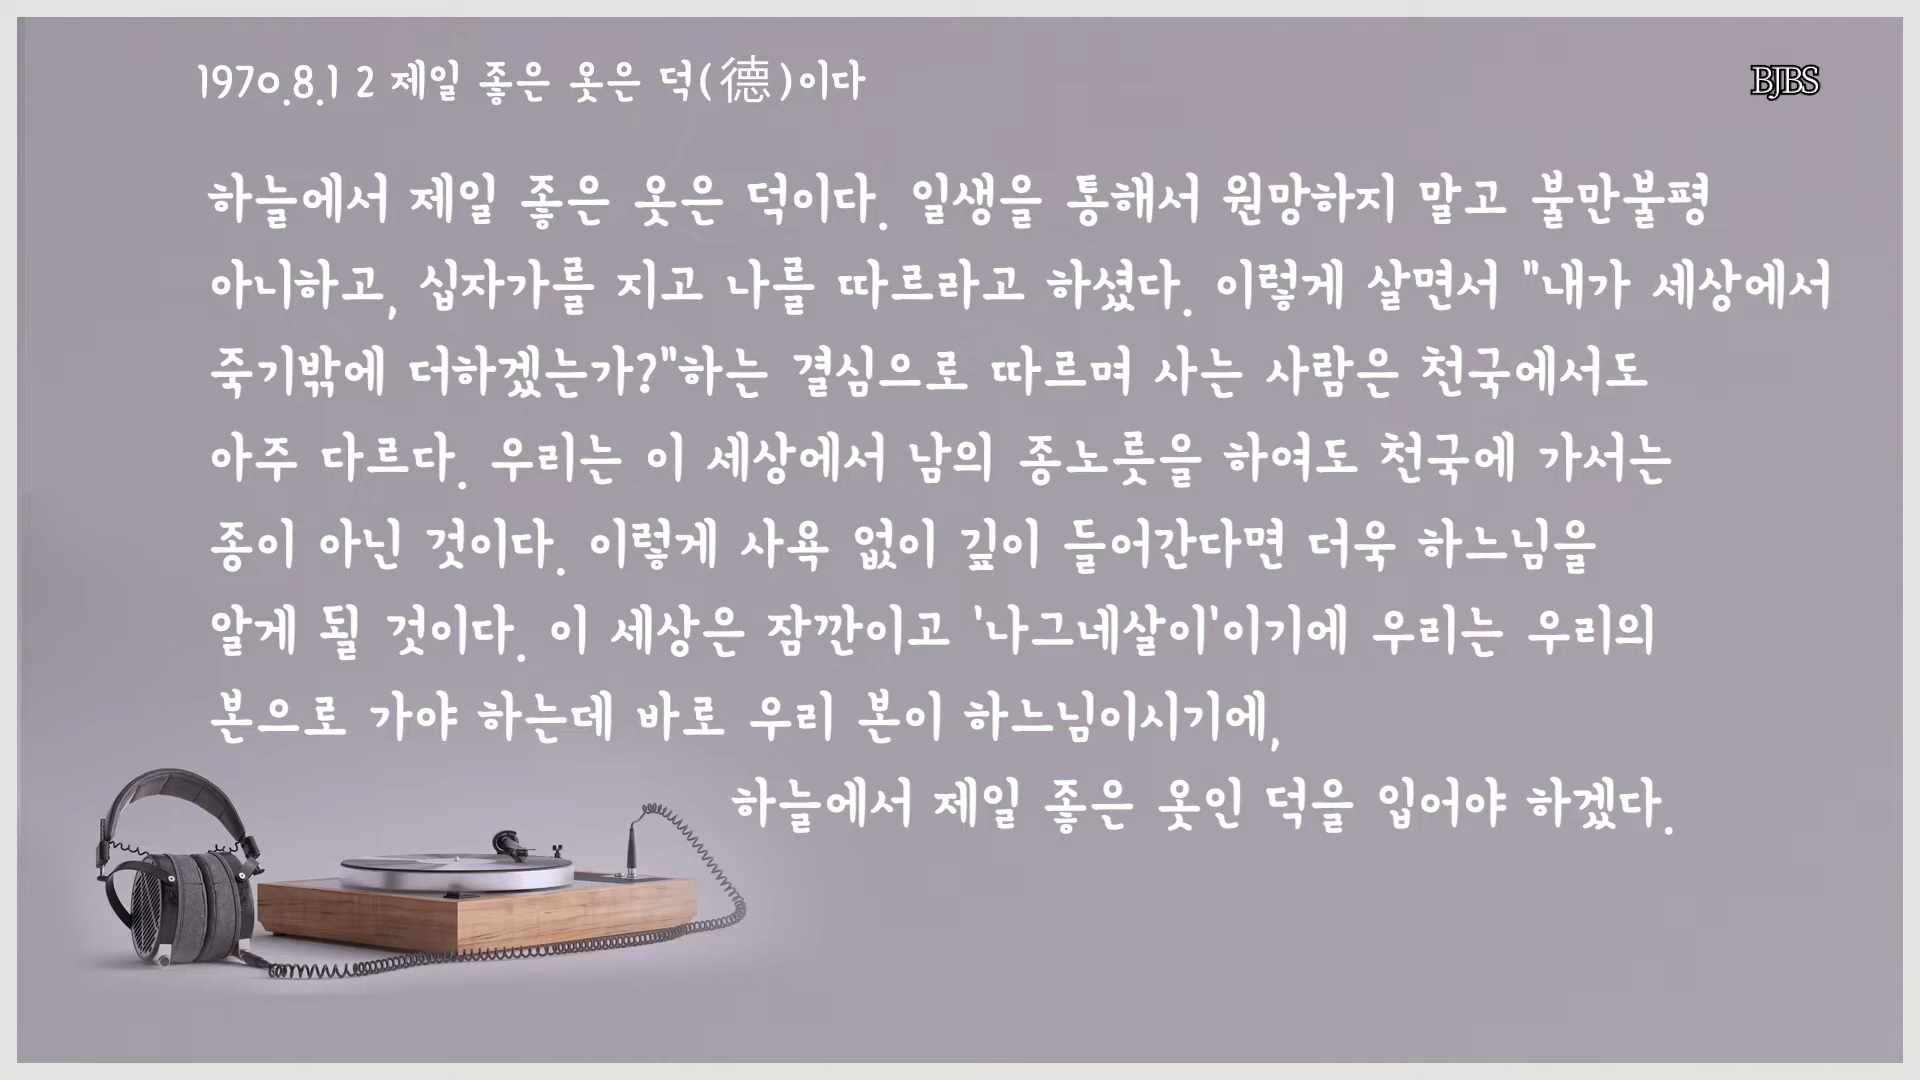 1970.8.1 2 제일 좋은 옷은 덕(德)이다
BJBS
하늘에서 제일 좋은 옷은 덕이다. 일생을 통해서 원망하지 말고 불만불평
아니하고, 십자가를 지고 나를 따르라고 하셨다. 이렇게 살면서 "내가 세상에서
죽기밖에 더하겠는가?"하는 결심으로 따르며 사는 사람은 천국에서도
아주 다르다. 우리는 이 세상에서 남의 종노릇을 하여도 천국에 가서는
종이 아닌 것이다. 이렇게 사욕 없이 깊이 들어간다면 더욱 하느님을
알게 될 것이다. 이 세상은 잠깐이고 '나그네살이'이기에 우리는 우리의
본으로 가야 하는데 바로 우리 본이 하느님이시기에,
하늘에서 제일 좋은 옷인 덕을 입어야 하겠다.